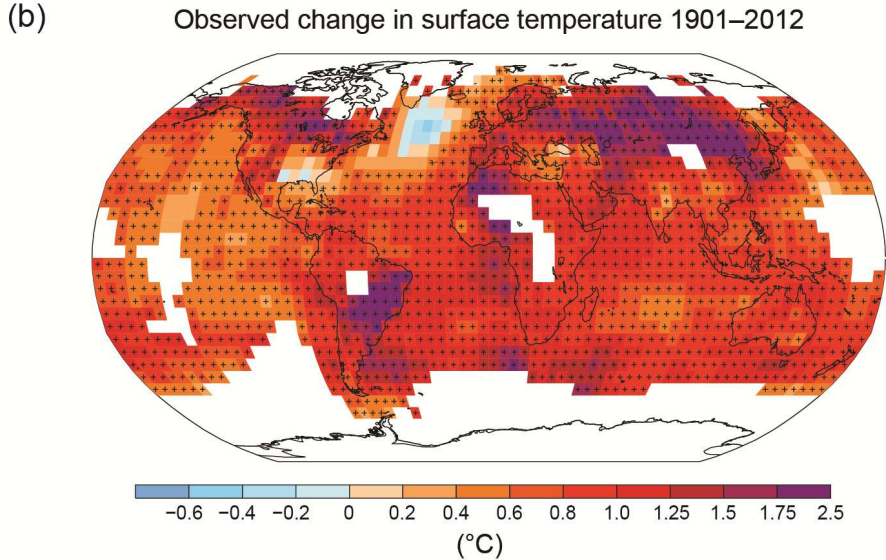 (b) Observed change in surface temperature 1901–2012
−0.6 −0.4 −0.2 0 0.2 0.4 0.6 0.8 1.0 1.25 1.5 1.75 2.5
(°C)